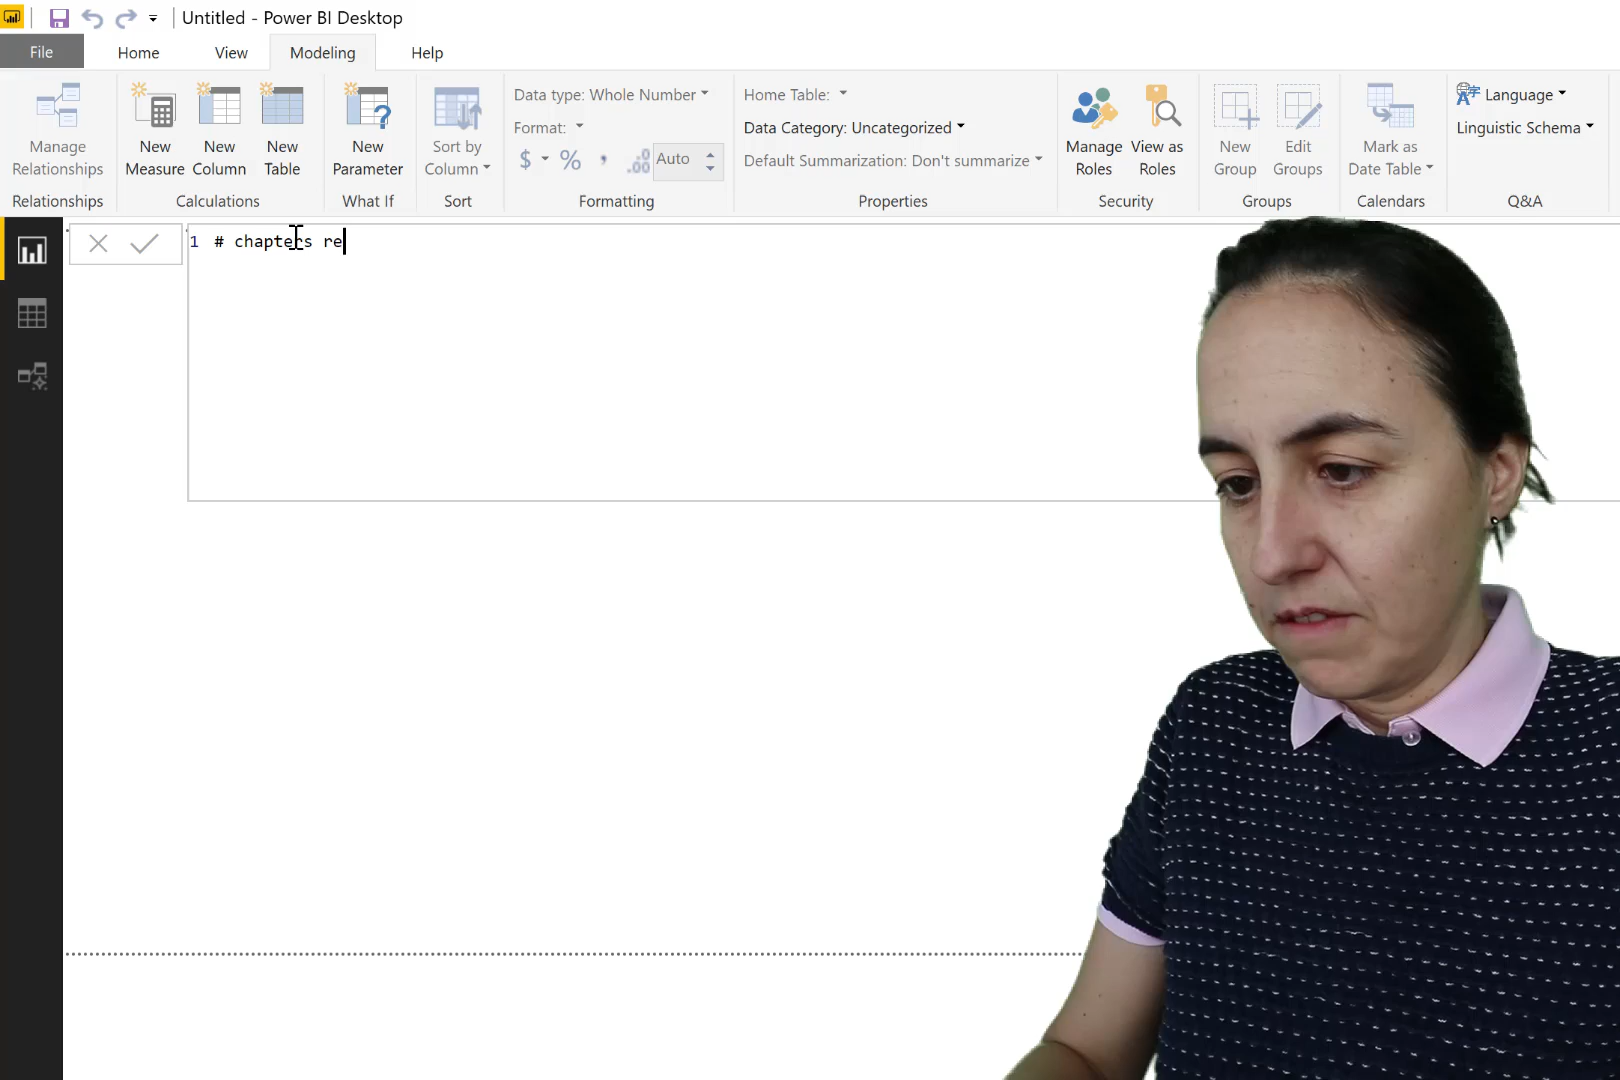 Untitled - Power BI Desktop
File Home View Modeling Help
Manage Relationships
New Measure
New Column
New Table
New Parameter
Sort by Column
Data type: Whole Number
Format:
$ % , .00 Auto
Home Table:
Data Category: Uncategorized
Default Summarization: Don't summarize
Manage Roles
View as Roles
New Group
Edit Groups
Mark as Date Table
Language
Linguistic Schema
Relationships Calculations What If Sort Formatting Properties Security Groups Calendars Q&A
1 # chapters re